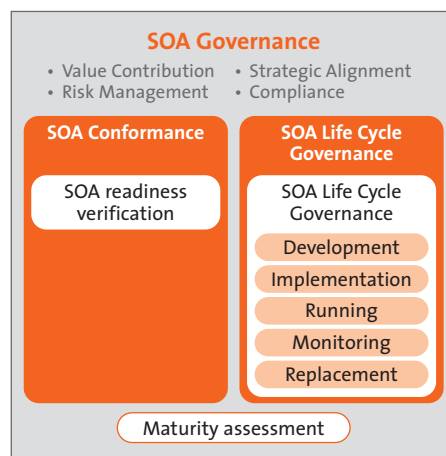 SOA Governance
• Value Contribution • Strategic Alignment
• Risk Management • Compliance
SOA Conformance
SOA readiness
verification
SOA Life Cycle
Governance
SOA Life Cycle
Governance
Development
Implementation
Running
Monitoring
Replacement
Maturity assessment